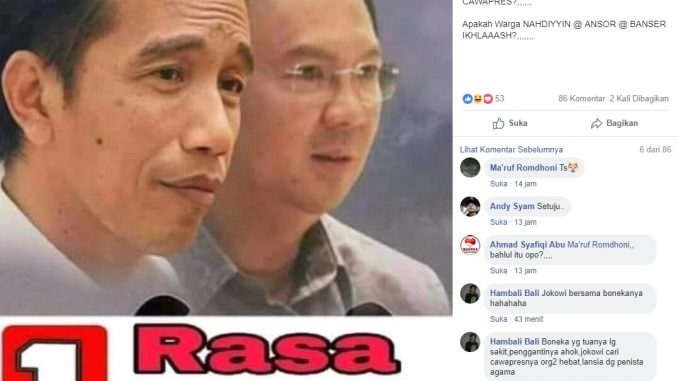 CAWAPRES?,,,,,,
Apakah Warga NAHDIYYIN @ ANSOR @ BANSER
IKHLAAASH?,,,,,,,
53
86 Komentar 2 Kali Dibagikan
Suka
Bagikan
Lihat Komentar Sebelumnya
6 dari 86
Ma'ruf Romdhoni Ts
Suka · 14 jam
Andy Syam Setuju..
Suka · 13 jam
Ahmad Syafiqi Abu Ma'ruf Romdhoni,,
bahlul itu opo?,,,,
Suka · 13 jam
Hambali Bali Jokowi bersama bonekanya
hahahaha
Suka · 43 menit
Hambali Bali Boneka yg tuanya lg
sakit,penggantinya ahok,jokowi cari
cawapresnya org2 hebat,lansia dg penista
agama
1 Rasa